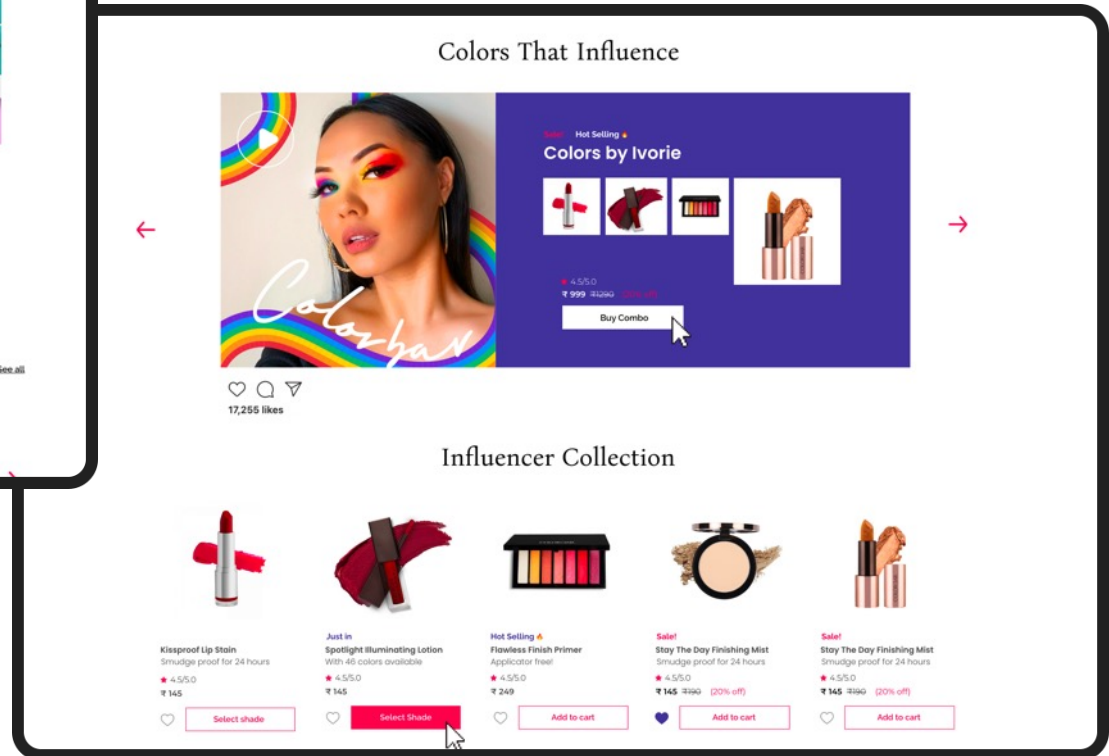 See all
Colors That Influence
Sale! Hot Selling
Colors by Ivorie
Colorbar
4.5/5.0
₹ 999 ₹1290 (20% off)
Buy Combo
17,255 likes
Influencer Collection
Kissproof Lip Stain
Smudge proof for 24 hours
4.5/5.0
₹ 145
Select shade
Just in
Spotlight Illuminating Lotion
With 46 colors available
4.5/5.0
₹ 145
Select Shade
Hot Selling
Flawless Finish Primer
Applicator free!
4.5/5.0
₹ 249
Add to cart
Sale!
Stay The Day Finishing Mist
Smudge proof for 24 hours
4.5/5.0
₹ 145 ₹190 (20% off)
Add to cart
Sale!
Stay The Day Finishing Mist
Smudge proof for 24 hours
4.5/5.0
₹ 145 ₹190 (20% off)
Add to cart